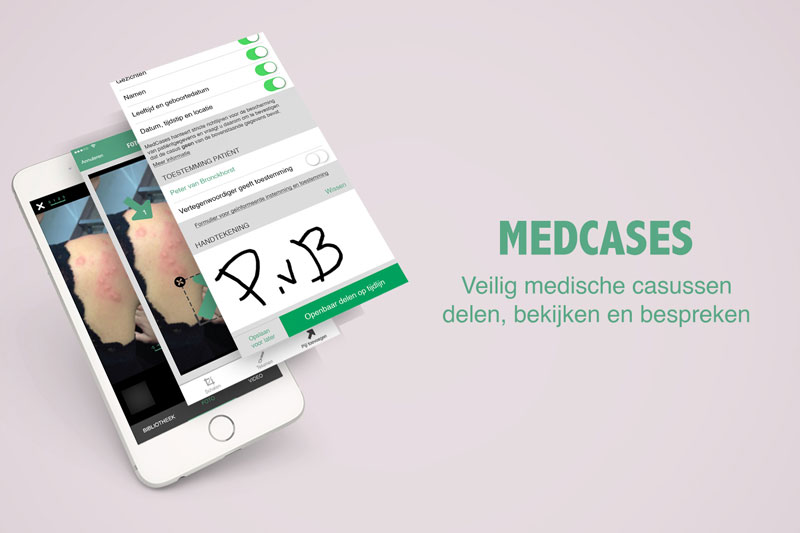 Gezichten
Namen
Leeftijd en geboortedatum
Datum, tijdstip en locatie
MedCases hanteert strikte richtlijnen voor de bescherming
van patiëntgegevens en vraagt u daarom om te bevestigen
dat de casus geen van de bovenstaande gegevens bevat.
Meer informatie
TOESTEMMING PATIËNT
Peter van Bronckhorst
Vertegenwoordiger geeft toestemming
Formulier voor geïnformeerde instemming en toestemming
HANDTEKENING
Wissen
P.vB
Opslaan
voor later
Openbaar delen op tijdlijn
Annuleren
FOTO
1
Pijl toevoegen
BIBLIOTHEEK
FOTO
VIDEO
MEDCASES
Veilig medische casussen
delen, bekijken en bespreken